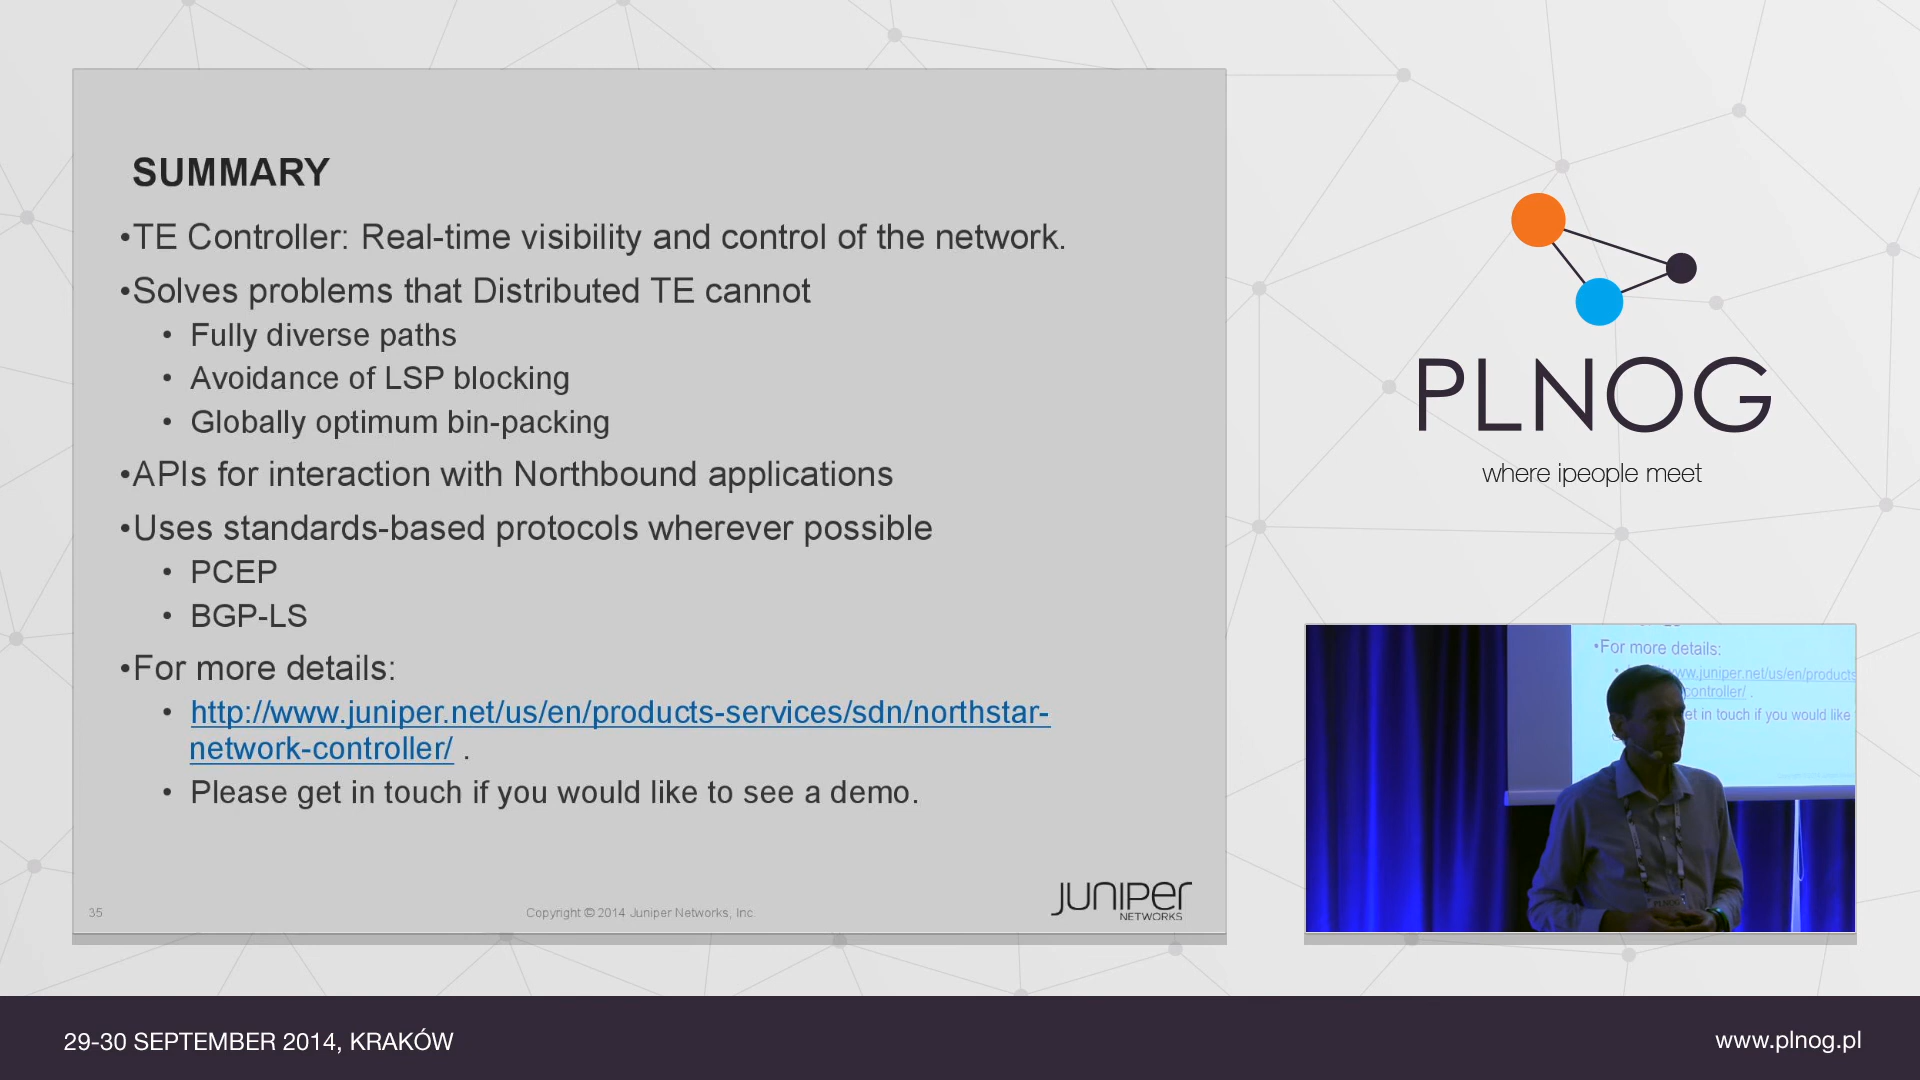 SUMMARY
•TE Controller: Real-time visibility and control of the network.
•Solves problems that Distributed TE cannot
• Fully diverse paths
• Avoidance of LSP blocking
• Globally optimum bin-packing
•APIs for interaction with Northbound applications
•Uses standards-based protocols wherever possible
• PCEP
• BGP-LS
•For more details:
• http://www.juniper.net/us/en/products-services/sdn/northstar-
network-controller/ .
• Please get in touch if you would like to see a demo.
35
Copyright © 2014 Juniper Networks, Inc
JUNIPER
NETWORKS
PLNOG
where ipeople meet
•For more details:
www.juniper.net/us/en/products
controller/ .
get in touch if you would like
PLNOG
29-30 SEPTEMBER 2014, KRAKÓW
www.plnog.pl